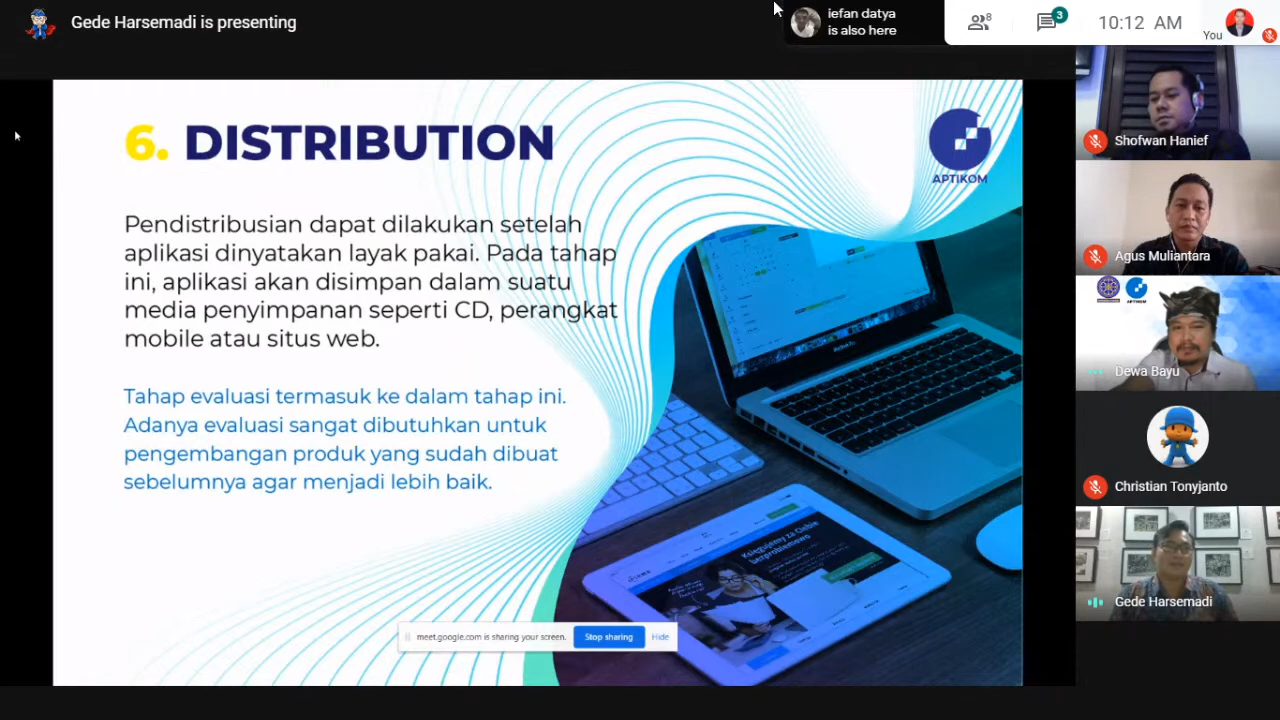 Gede Harsemadi is presenting
iefan datya
is also here
8
3
10:12 AM
You
6. DISTRIBUTION
APTIKOM
Pendistribusian dapat dilakukan setelah
aplikasi dinyatakan layak pakai. Pada tahap
ini, aplikasi akan disimpan dalam suatu
media penyimpanan seperti CD, perangkat
mobile atau situs web.
Tahap evaluasi termasuk ke dalam tahap ini.
Adanya evaluasi sangat dibutuhkan untuk
pengembangan produk yang sudah dibuat
sebelumnya agar menjadi lebih baik.
Księgujemy za Ciebie
bezproblemowo
meet.google.com is sharing your screen.
Stop sharing
Hide
Shofwan Hanief
Agus Muliantara
Dewa Bayu
Christian Tonyjanto
Gede Harsemadi